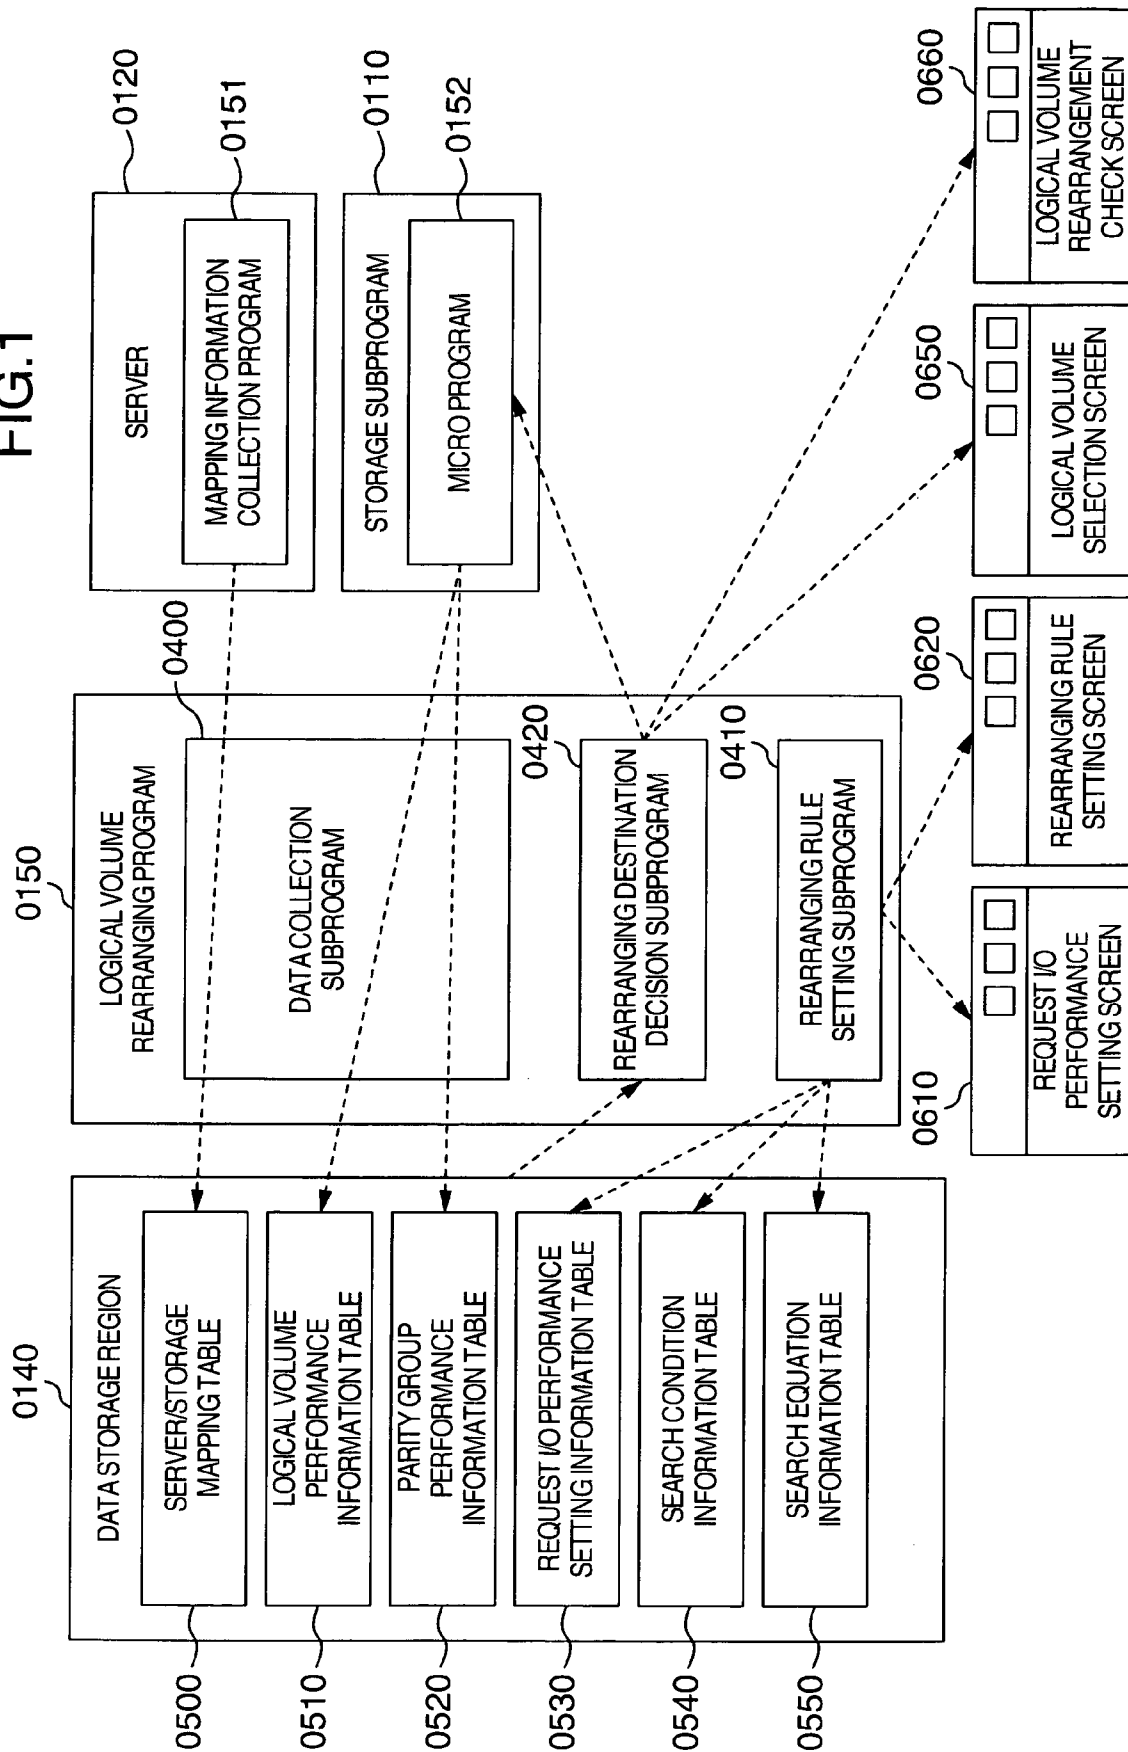 FIG.1
0140
DATA STORAGE REGION
0500
SERVER/STORAGE
MAPPING TABLE
0510
LOGICAL VOLUME
PERFORMANCE
INFORMATION TABLE
0520
PARITY GROUP
PERFORMANCE
INFORMATION TABLE
0530
REQUEST I/O PERFORMANCE
SETTING INFORMATION TABLE
0540
SEARCH CONDITION
INFORMATION TABLE
0550
SEARCH EQUATION
INFORMATION TABLE
0150
LOGICAL VOLUME
REARRANGING PROGRAM
0400
DATA COLLECTION
SUBPROGRAM
0420
REARRANGING DESTINATION
DECISION SUBPROGRAM
0410
REARRANGING RULE
SETTING SUBPROGRAM
0120
SERVER
0151
MAPPING INFORMATION
COLLECTION PROGRAM
0110
STORAGE SUBPROGRAM
0152
MICRO PROGRAM
0610
REQUEST I/O
PERFORMANCE
SETTING SCREEN
0620
REARRANGING RULE
SETTING SCREEN
0650
LOGICAL VOLUME
SELECTION SCREEN
0660
LOGICAL VOLUME
REARRANGEMENT
CHECK SCREEN